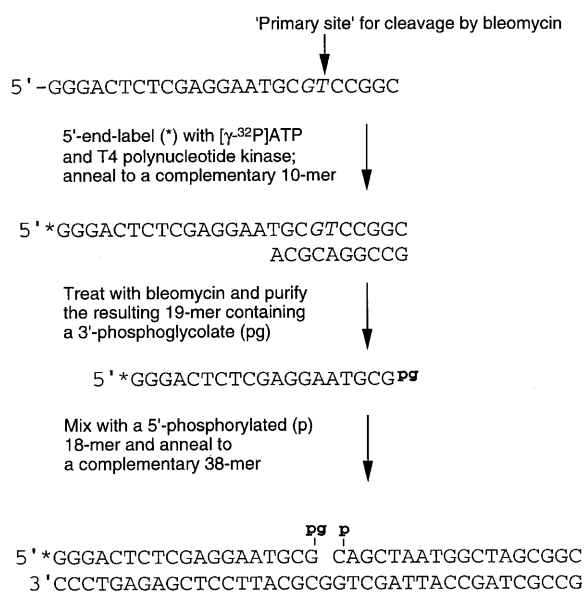 'Primary site' for cleavage by bleomycin
5'-GGGACTCTCGAGGAATGCGTCCGGC
5'-end-label (*) with [γ-32P]ATP
and T4 polynucleotide kinase;
anneal to a complementary 10-mer
5'*GGGACTCTCGAGGAATGCGTCCGGC
ACGCAGGCCG
Treat with bleomycin and purify
the resulting 19-mer containing
a 3'-phosphoglycolate (pg)
5'*GGGACTCTCGAGGAATGCGpg
Mix with a 5'-phosphorylated (p)
18-mer and anneal to
a complementary 38-mer
pg p
5'*GGGACTCTCGAGGAATGCG CAGCTAATGGCTAGCGGC
3'CCCTGAGAGCTCCTTACGCGGTCGATTACCGATCGCCG